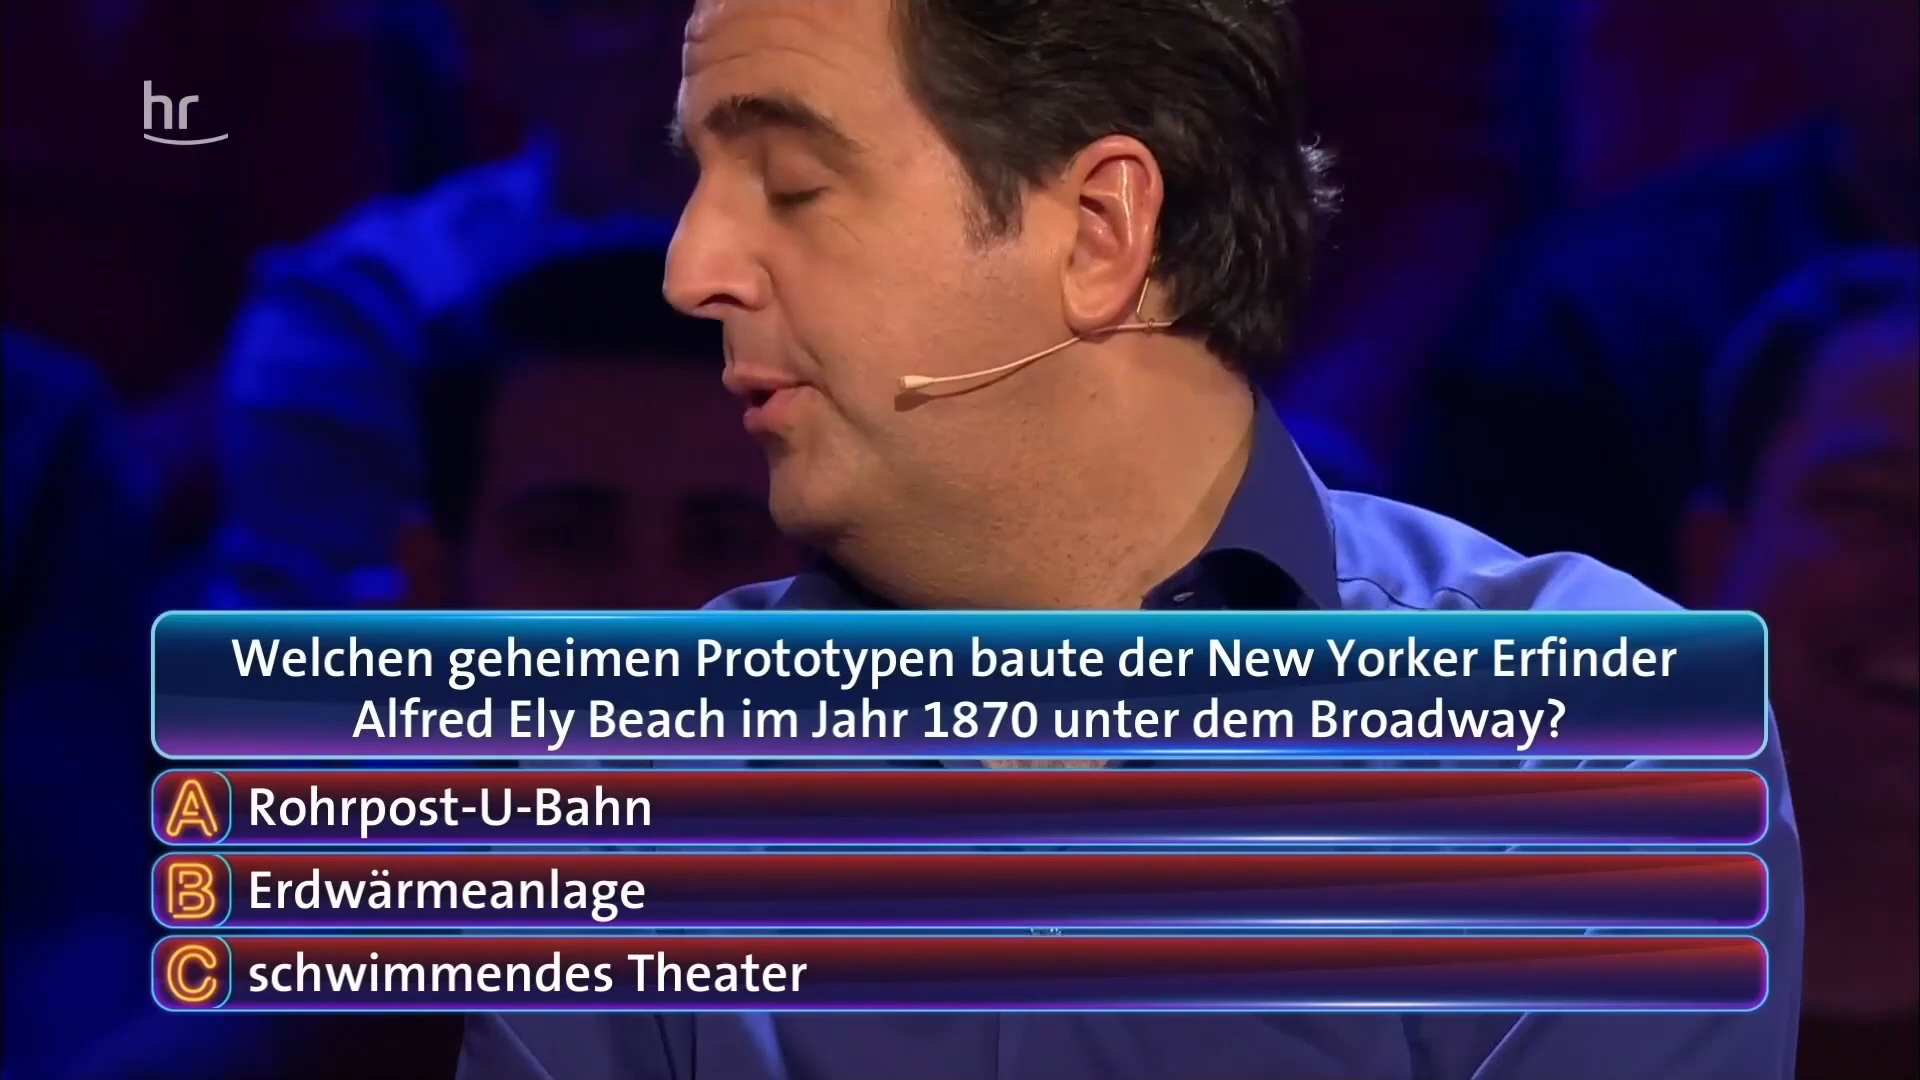 hr
Welchen geheimen Prototypen baute der New Yorker Erfinder
Alfred Ely Beach im Jahr 1870 unter dem Broadway?
A Rohrpost-U-Bahn
B Erdwärmeanlage
C schwimmendes Theater